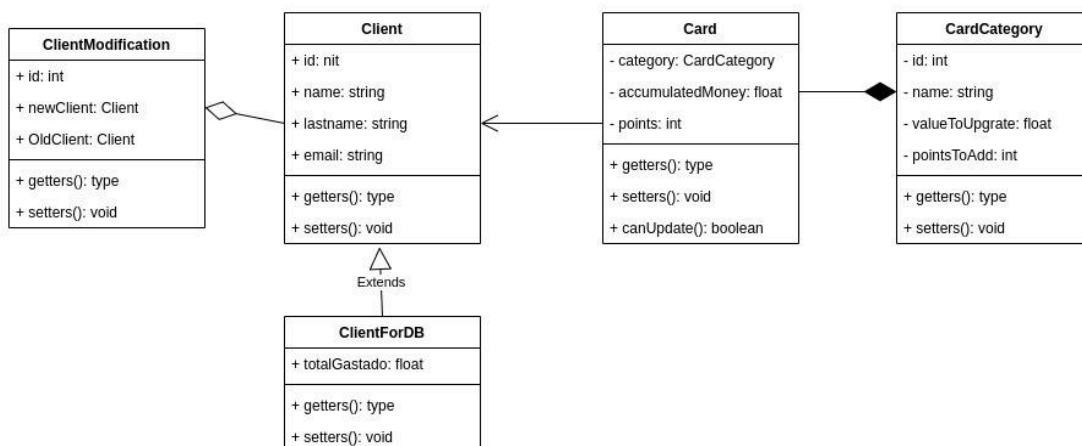 ClientModification
+ id: int
+ newClient: Client
+ OldClient: Client
+ getters(): type
+ setters(): void
Client
+ id: nit
+ name: string
+ lastname: string
+ email: string
+ getters(): type
+ setters(): void
Card
- category: CardCategory
- accumulatedMoney: float
- points: int
+ getters(): type
+ setters(): void
+ canUpdate(): boolean
CardCategory
- id: int
- name: string
- valueToUpgrate: float
- pointsToAdd: int
+ getters(): type
+ setters(): void
Extends
ClientForDB
+ totalGastado: float
+ getters(): type
+ setters(): void